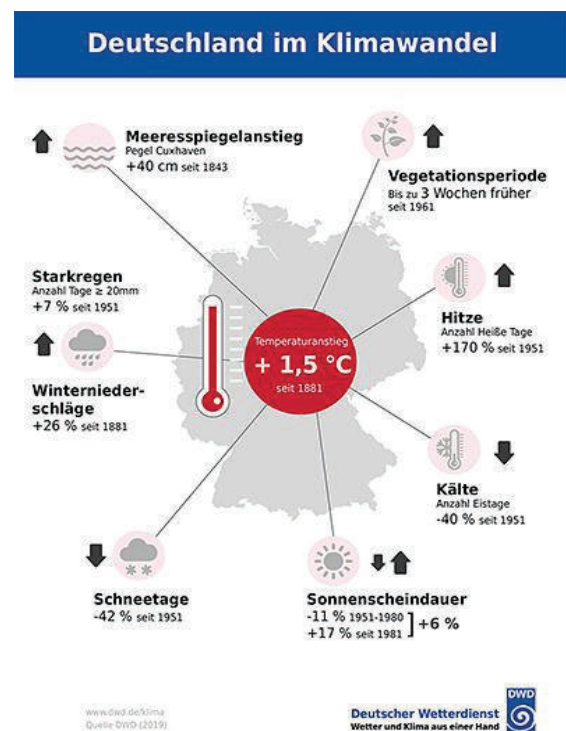 Deutschland im Klimawandel
Meeresspiegelanstieg
Pegel Cuxhaven
+40 cm seit 1843
Vegetationsperiode
Bis zu 3 Wochen früher
seit 1961
Starkregen
Anzahl Tage ≥ 20mm
+7 % seit 1951
Winternieder-
schläge
+26 % seit 1881
Temperaturanstieg
+ 1,5 °C
seit 1881
Hitze
Anzahl Heiße Tage
+170 % seit 1951
Kälte
Anzahl Eistage
-40 % seit 1951
Schneetage
-42 % seit 1951
Sonnenscheindauer
-11 % 1951-1980
+17 % seit 1981
+6 %
www.dwd.de/klima
Quelle DWD (2019)
Deutscher Wetterdienst
Wetter und Klima aus einer Hand
DWD